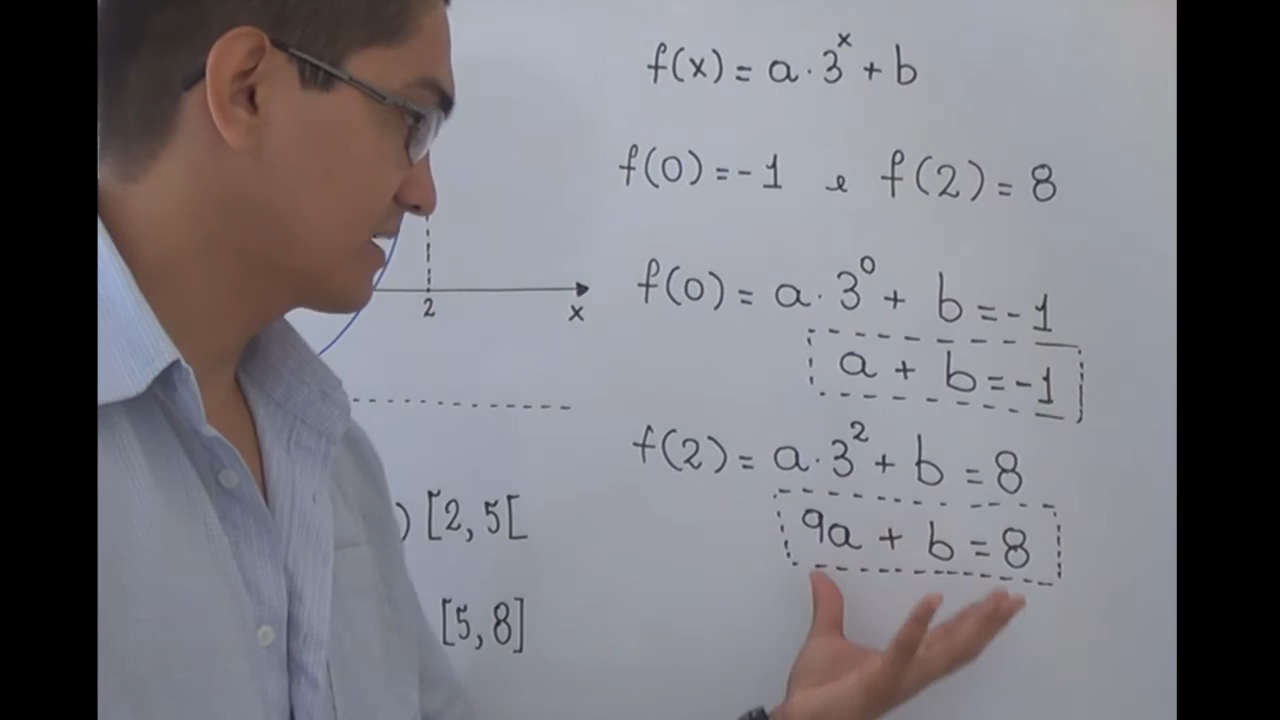 f(x) = a · 3^x + b
f(0) = -1 e f(2) = 8
f(0) = a · 3^0 + b = -1
a + b = -1
f(2) = a · 3^2 + b = 8
9a + b = 8
2
x
) [2, 5[
[5, 8]